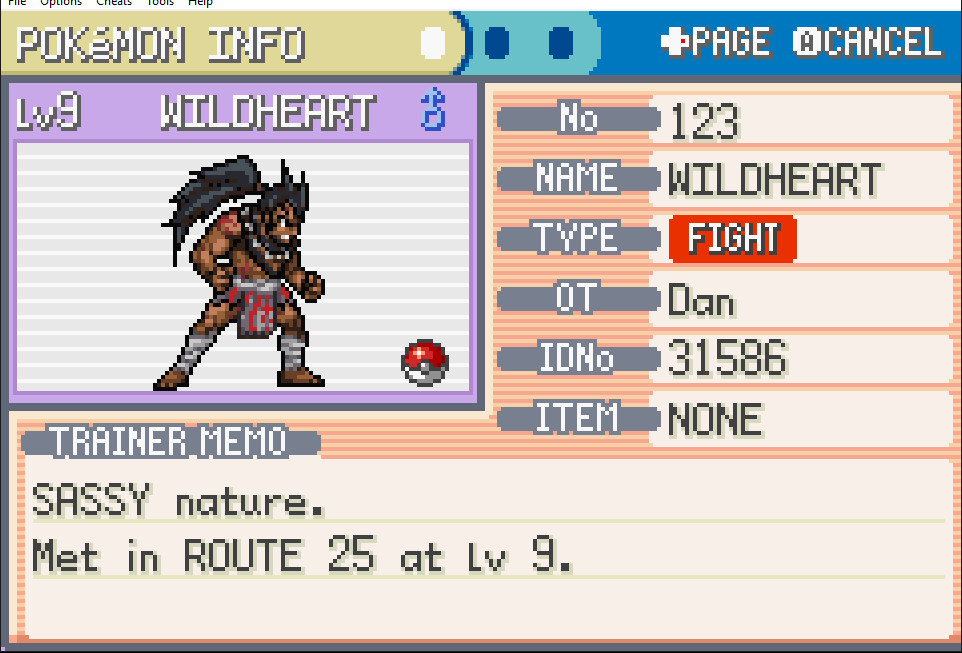 File Options Cheats Tools Help
POKéMON INFO PAGE A CANCEL
Lv9 WILDHEART ♂
No 123
NAME WILDHEART
TYPE FIGHT
OT Dan
IDNo 31586
ITEM NONE
TRAINER MEMO
SASSY nature.
Met in ROUTE 25 at Lv 9.